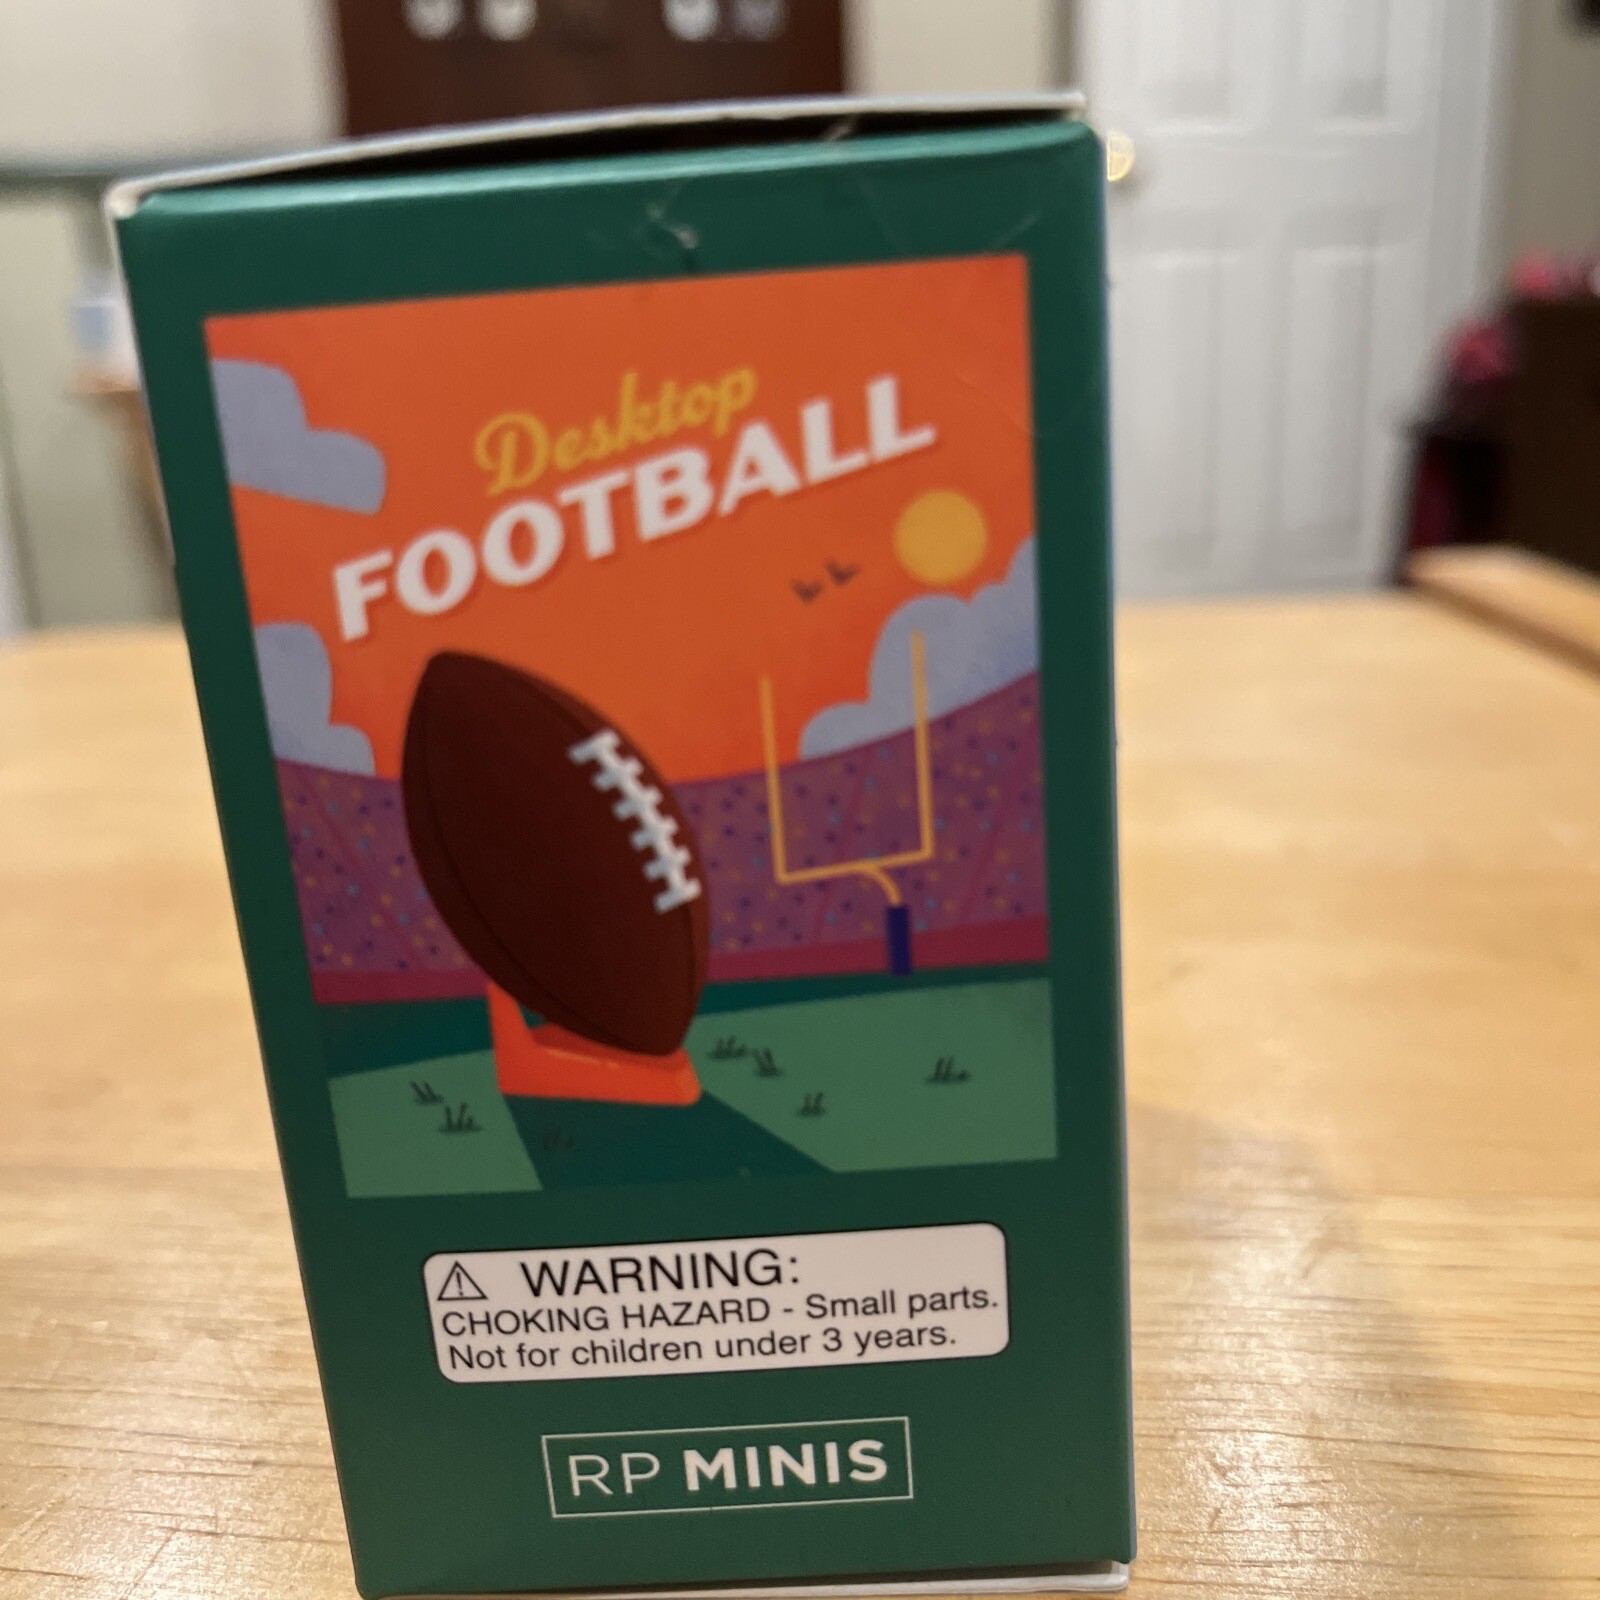 Desktop
FOOTBALL
WARNING:
CHOKING HAZARD - Small parts.
Not for children under 3 years.
RP MINIS